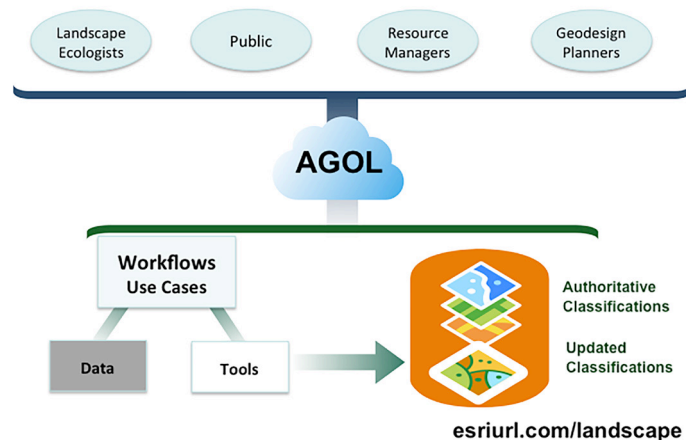 Landscape
Ecologists
Public
Resource
Managers
Geodesign
Planners
AGOL
Workflows
Use Cases
Data
Tools
Authoritative
Classifications
Updated
Classifications
esriurl.com/landscape